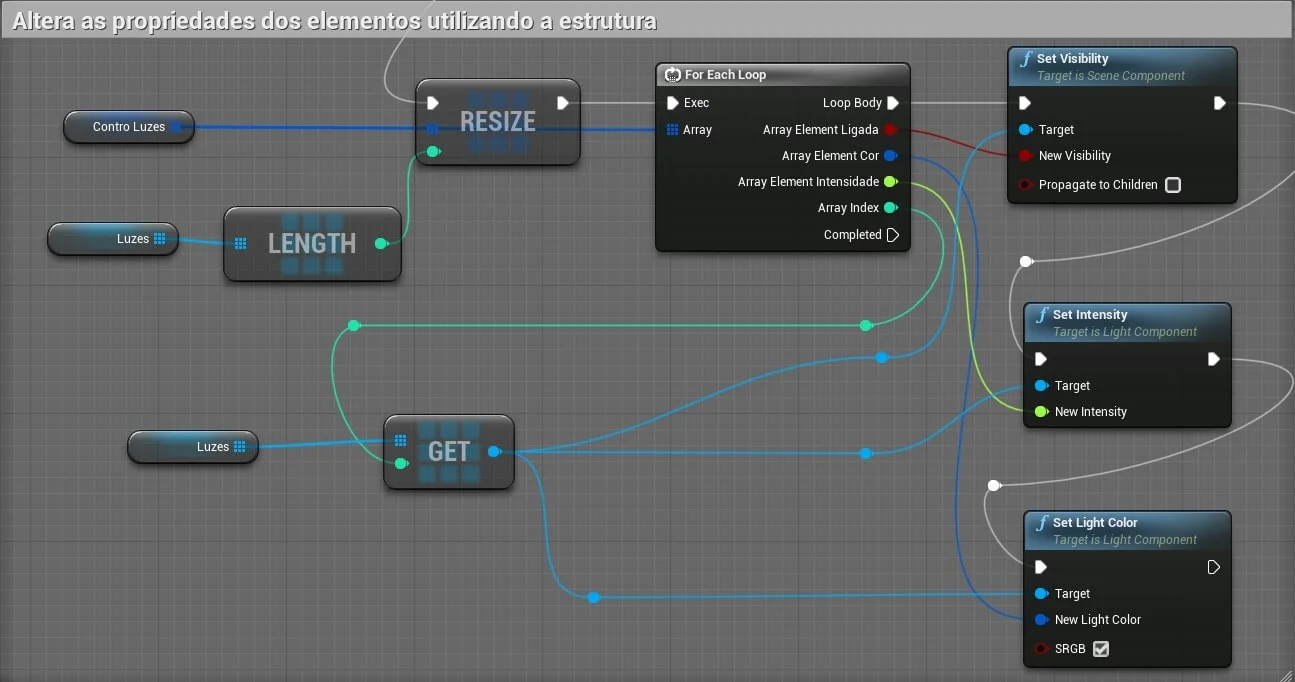 Altera as propriedades dos elementos utilizando a estrutura
Contro Luzes
RESIZE
Luzes
LENGTH
For Each Loop
Exec
Loop Body
Array
Array Element Ligada
Array Element Cor
Array Element Intensidade
Array Index
Completed
Set Visibility
Target is Scene Component
Target
New Visibility
Propagate to Children
Luzes
GET
Set Intensity
Target is Light Component
Target
New Intensity
Set Light Color
Target is Light Component
Target
New Light Color
SRGB